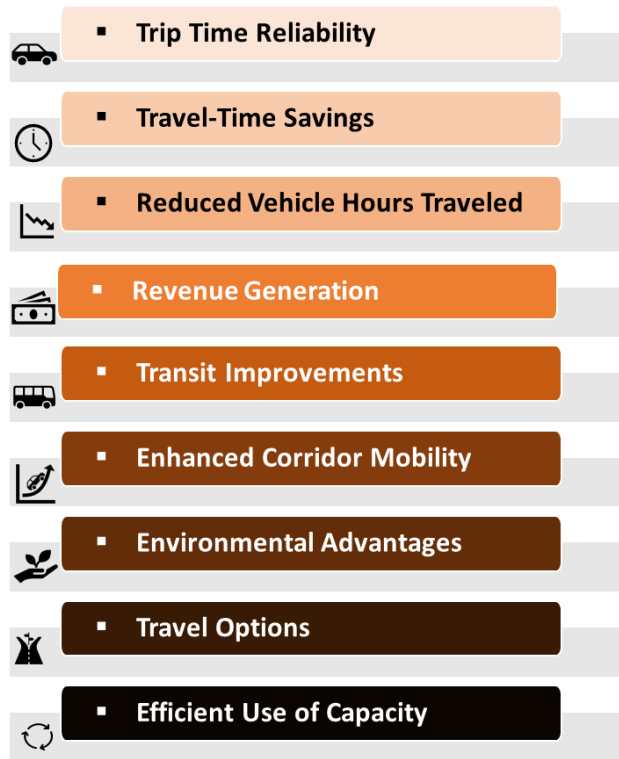 ▪ Trip Time Reliability
▪ Travel-Time Savings
▪ Reduced Vehicle Hours Traveled
▪ Revenue Generation
▪ Transit Improvements
▪ Enhanced Corridor Mobility
▪ Environmental Advantages
▪ Travel Options
▪ Efficient Use of Capacity